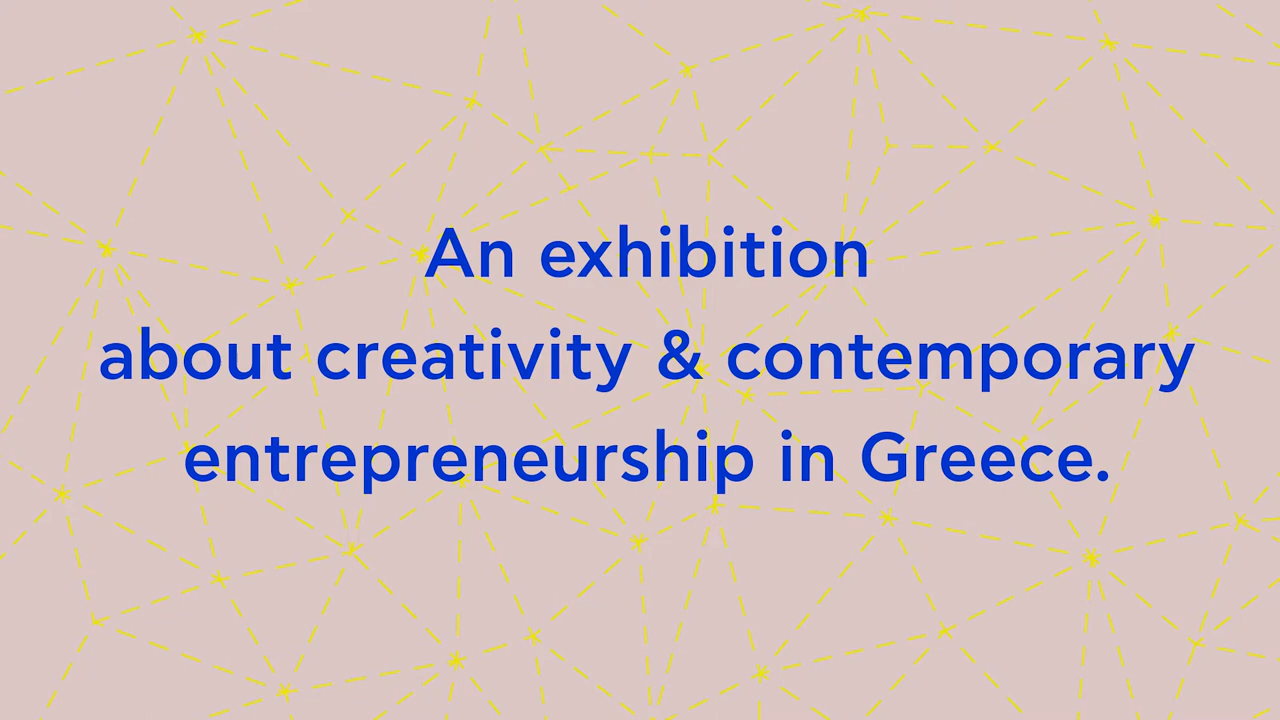 An exhibition
about creativity & contemporary
entrepreneurship in Greece.